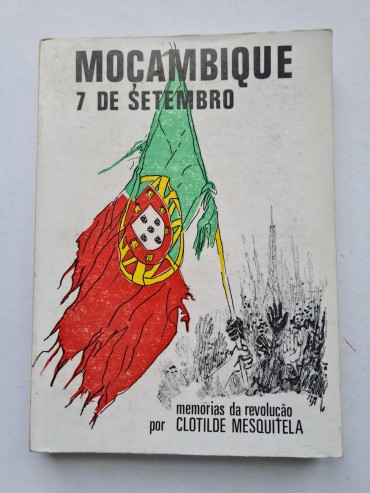 MOÇAMBIQUE
7 DE SETEMBRO
memorias da revolução
por CLOTILDE MESQUITELA